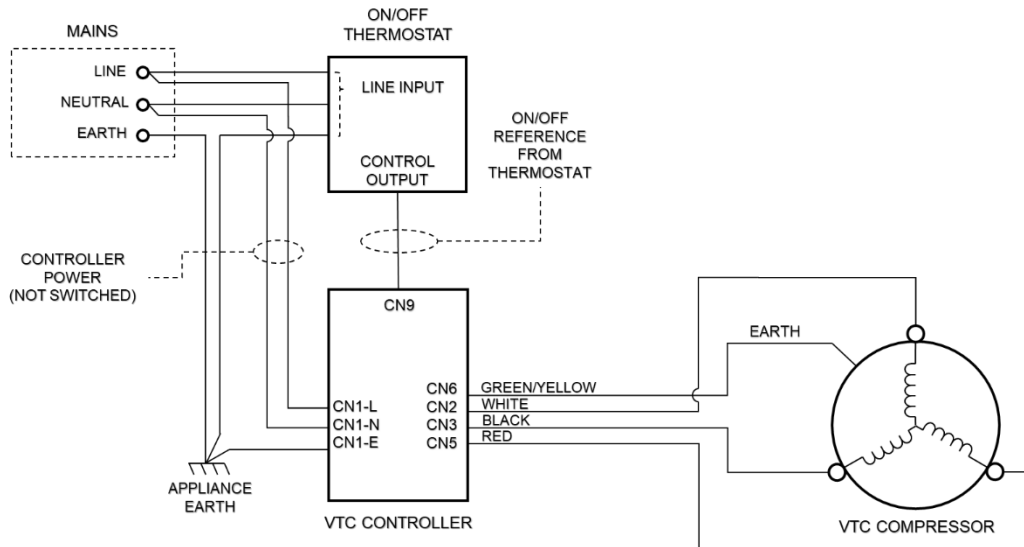 MAINS
LINE
NEUTRAL
EARTH
ON/OFF
THERMOSTAT
LINE INPUT
CONTROL
OUTPUT
ON/OFF
REFERENCE
FROM
THERMOSTAT
CONTROLLER
POWER
(NOT SWITCHED)
CN9
CN1-L
CN1-N
CN1-E
CN6
CN2
CN3
CN5
GREEN/YELLOW
WHITE
BLACK
RED
EARTH
APPLIANCE
EARTH
VTC CONTROLLER
VTC COMPRESSOR